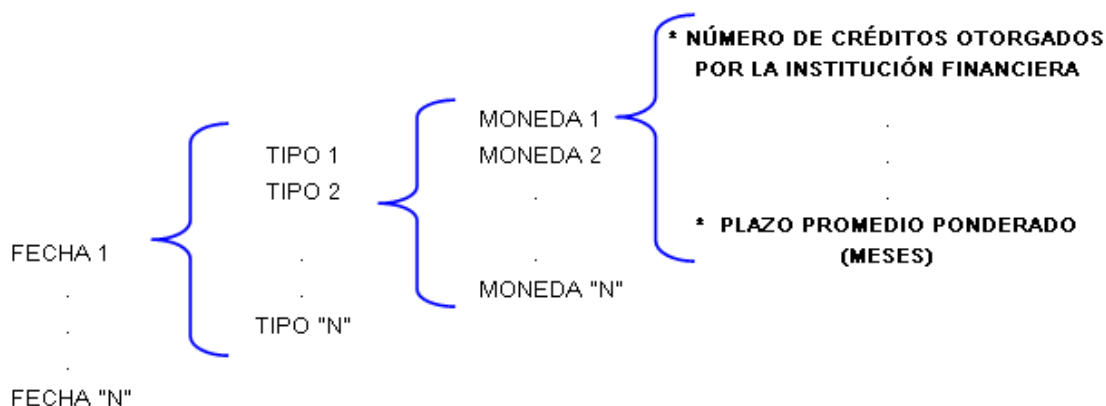 FECHA 1
.
.
.
FECHA "N"
TIPO 1
TIPO 2
.
.
TIPO "N"
MONEDA 1
MONEDA 2
.
.
MONEDA "N"
* NÚMERO DE CRÉDITOS OTORGADOS
POR LA INSTITUCIÓN FINANCIERA
.
.
.
* PLAZO PROMEDIO PONDERADO
(MESES)